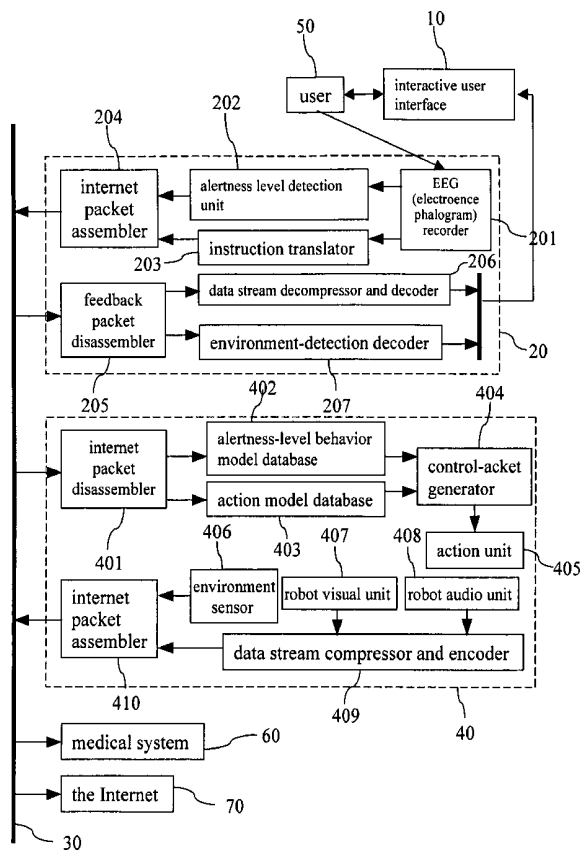 50
10
user
interactive user
interface
204
202
internet
packet
assembler
alertness level detection
unit
EEG
(electroence
phalogram)
recorder
201
203
instruction translator
206
feedback
packet
disassembler
data stream decompressor and decoder
environment-detection decoder
20
205
207
402
404
internet
packet
disassembler
alertness-level behavior
model database
control-acket
generator
action model database
401
403
406
407
408
action unit
405
internet
packet
assembler
environment
sensor
robot visual unit
robot audio unit
data stream compressor and encoder
410
409
40
medical system
60
the Internet
70
30